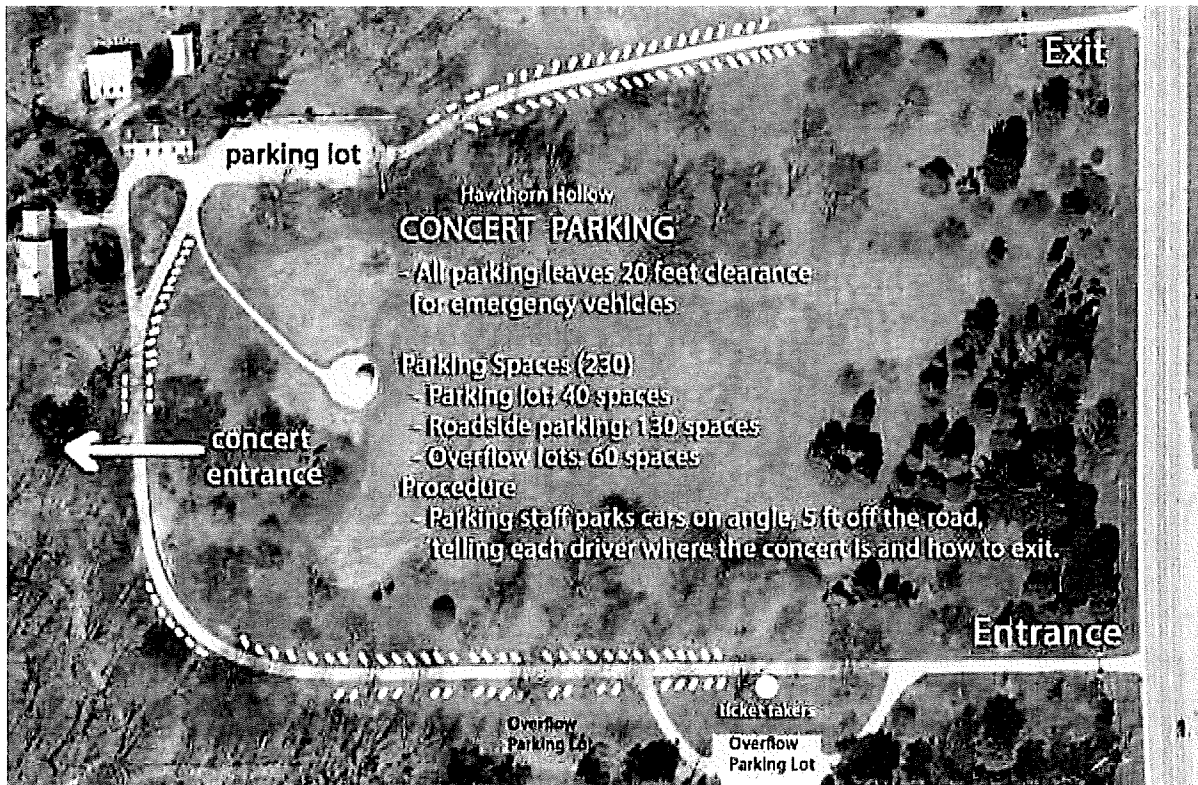 Exit
parking lot
Hawthorn Hollow
CONCERT PARKING
- All parking leaves 20 feet clearance
for emergency vehicles
Parking Spaces (230)
- Parking lot: 40 spaces
- Roadside parking: 130 spaces
- Overflow lots: 60 spaces
concert
entrance
Procedure
- Parking staff parks cars on angle, 5 ft off the road,
telling each driver where the concert is and how to exit.
Entrance
ticket takers
Overflow
Parking Lot
Overflow
Parking Lot